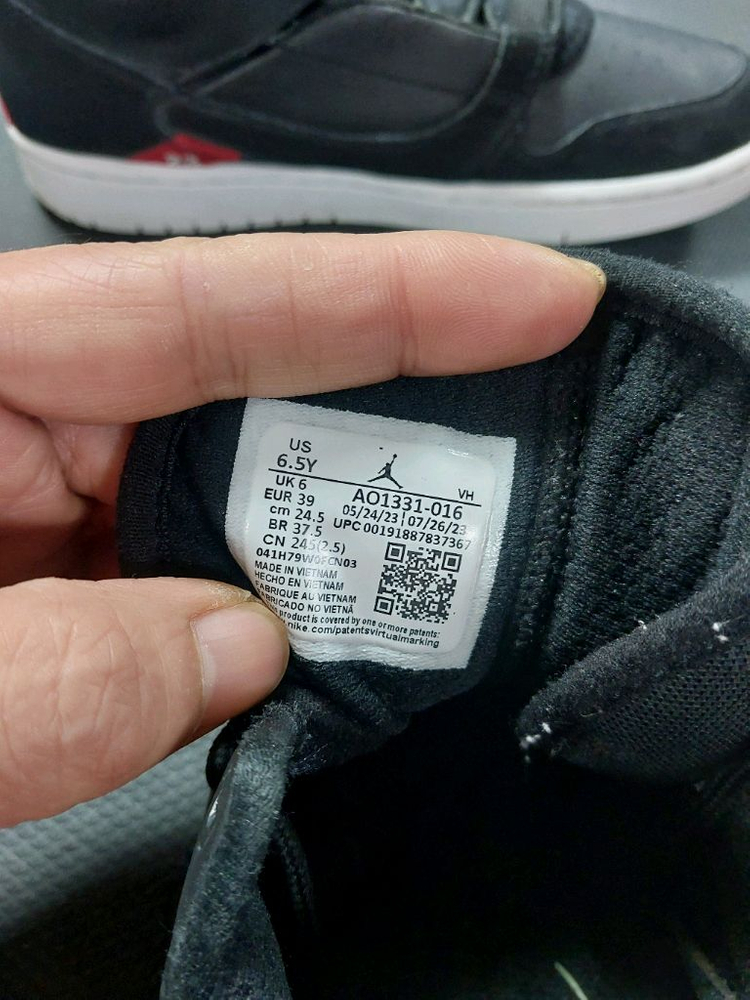 US
6.5Y
UK 6
EUR 39
cm 24.5
BR 37.5
CN 245(2.5)
VH
AO1331-016
05/24/23 07/26/23
UPC 00191887837367
041H79W0FCN03
MADE IN VIETNAM
HECHO EN VIETNAM
FABRIQUE AU VIETNAM
FABRICADO NO VIETNÃ
product is covered by one or more patents:
nike.com/patentsvirtualmarking